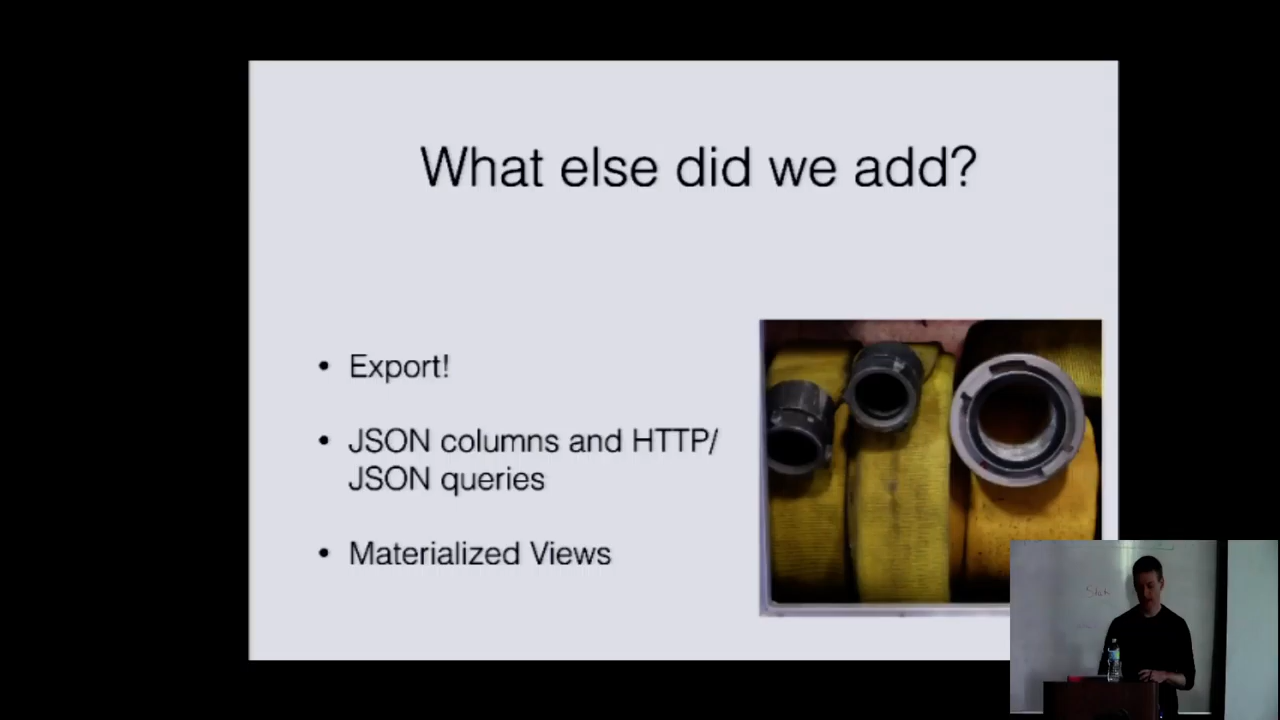 What else did we add?
• Export!
• JSON columns and HTTP/
JSON queries
• Materialized Views